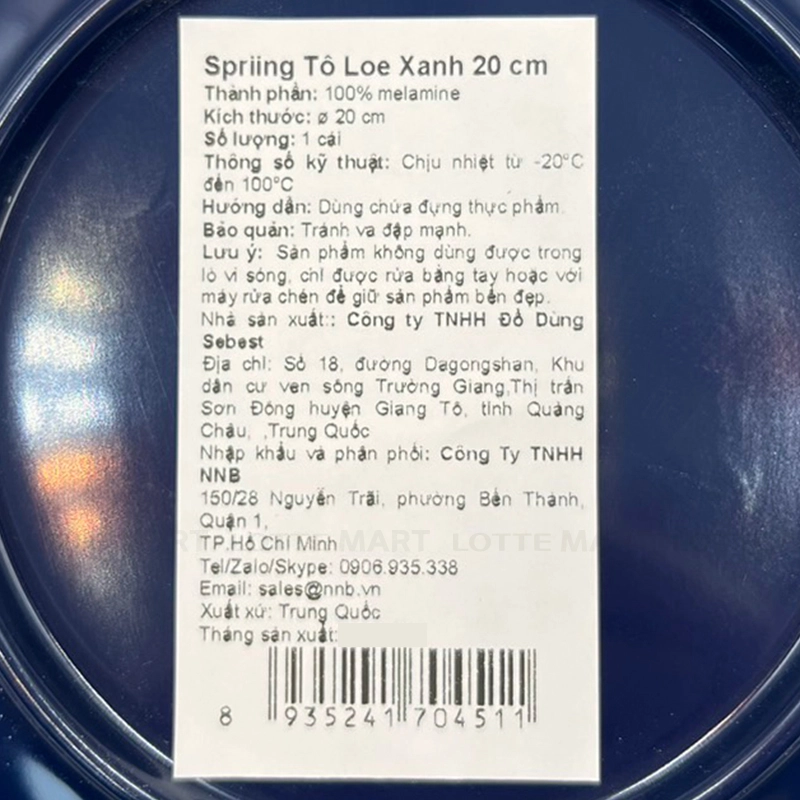 Spriing Tô Loe Xanh 20 cm
Thành phần: 100% melamine
Kích thước: ø 20 cm
Số lượng: 1 cái
Thông số kỹ thuật: Chịu nhiệt từ -20°C
đến 100°C
Hướng dẫn: Dùng chứa đựng thực phẩm.
Bảo quản: Tránh va đập mạnh.
Lưu ý: Sản phẩm không dùng được trong
lò vi sóng, chỉ được rửa bằng tay hoặc với
máy rửa chén để giữ sản phẩm bền đẹp.
Nhà sản xuất:: Công ty TNHH Đồ Dùng
Sebest
Địa chỉ: Số 18, đường Dagongshan, Khu
dân cư ven sông Trường Giang,Thị trấn
Sơn Đông huyện Giang Tô, tỉnh Quảng
Châu, ,Trung Quốc
Nhập khẩu và phân phối: Công Ty TNHH
NNB
150/28 Nguyễn Trãi, phường Bến Thành,
Quận 1,
TP.Hồ Chí Minh
MART LOTTE MA
Tel/Zalo/Skype: 0906.935.338
Email: sales@nnb.vn
Xuất xứ: Trung Quốc
Tháng sản xuất:
8 935241 704511